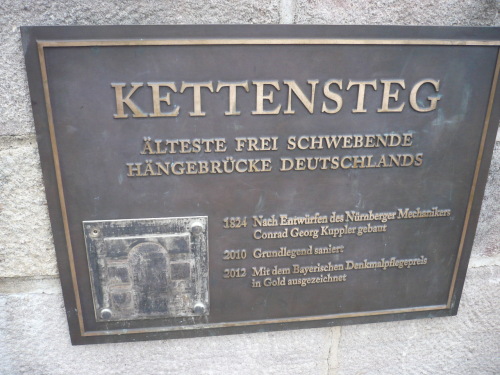 KETTENSTEG
ÄLTESTE FREI SCHWEBENDE
HÄNGEBRÜCKE DEUTSCHLANDS
1824 Nach Entwürfen des Nürnberger Mechanikers
Conrad Georg Kuppler gebaut
2010 Grundlegend saniert
2012 Mit dem Bayerischen Denkmalpflegepreis
in Gold ausgezeichnet